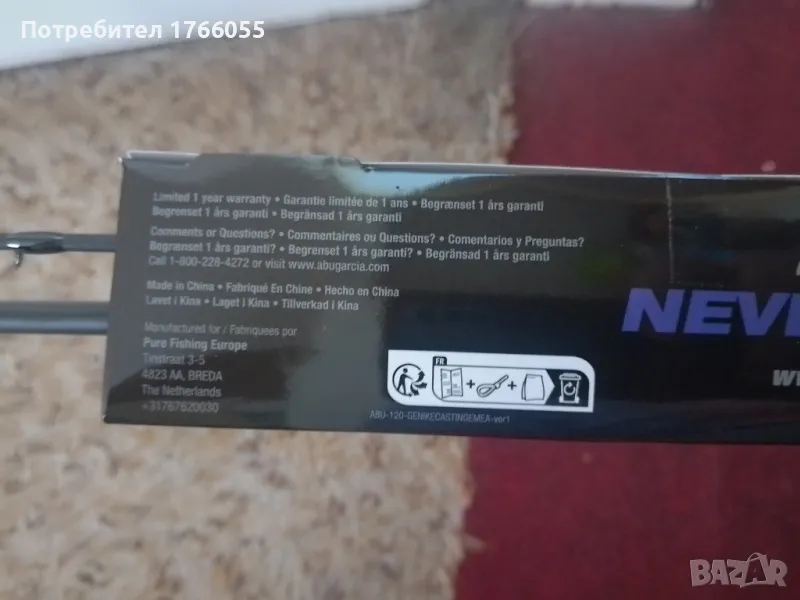 Потребител 1766055
Limited 1 year warranty • Garantie limitée de 1 ans • Begrænset 1 års garanti
Begrenset 1 års garanti • Begränsad 1 års garanti
Comments or Questions? • Commentaires ou Questions? • Comentarios y Preguntas?
Begrænset 1 års garanti? • Begrenset 1 års garanti? • Begränsad 1 års garanti
Call 1-800-228-4272 or visit www.abugarcia.com.
Made in China • Fabriqué En Chine • Hecho en China
Lavet i Kina • Laget i Kina • Tillverkad i Kina
Manufactured for / Fabriquees por
Pure Fishing Europe
Tinstraat 3-5
4823 AA, BREDA
The Netherlands
+31767620030
FR
ABU-120-GENIKECASTINGEMEA-ver1
NEV
BAZAR